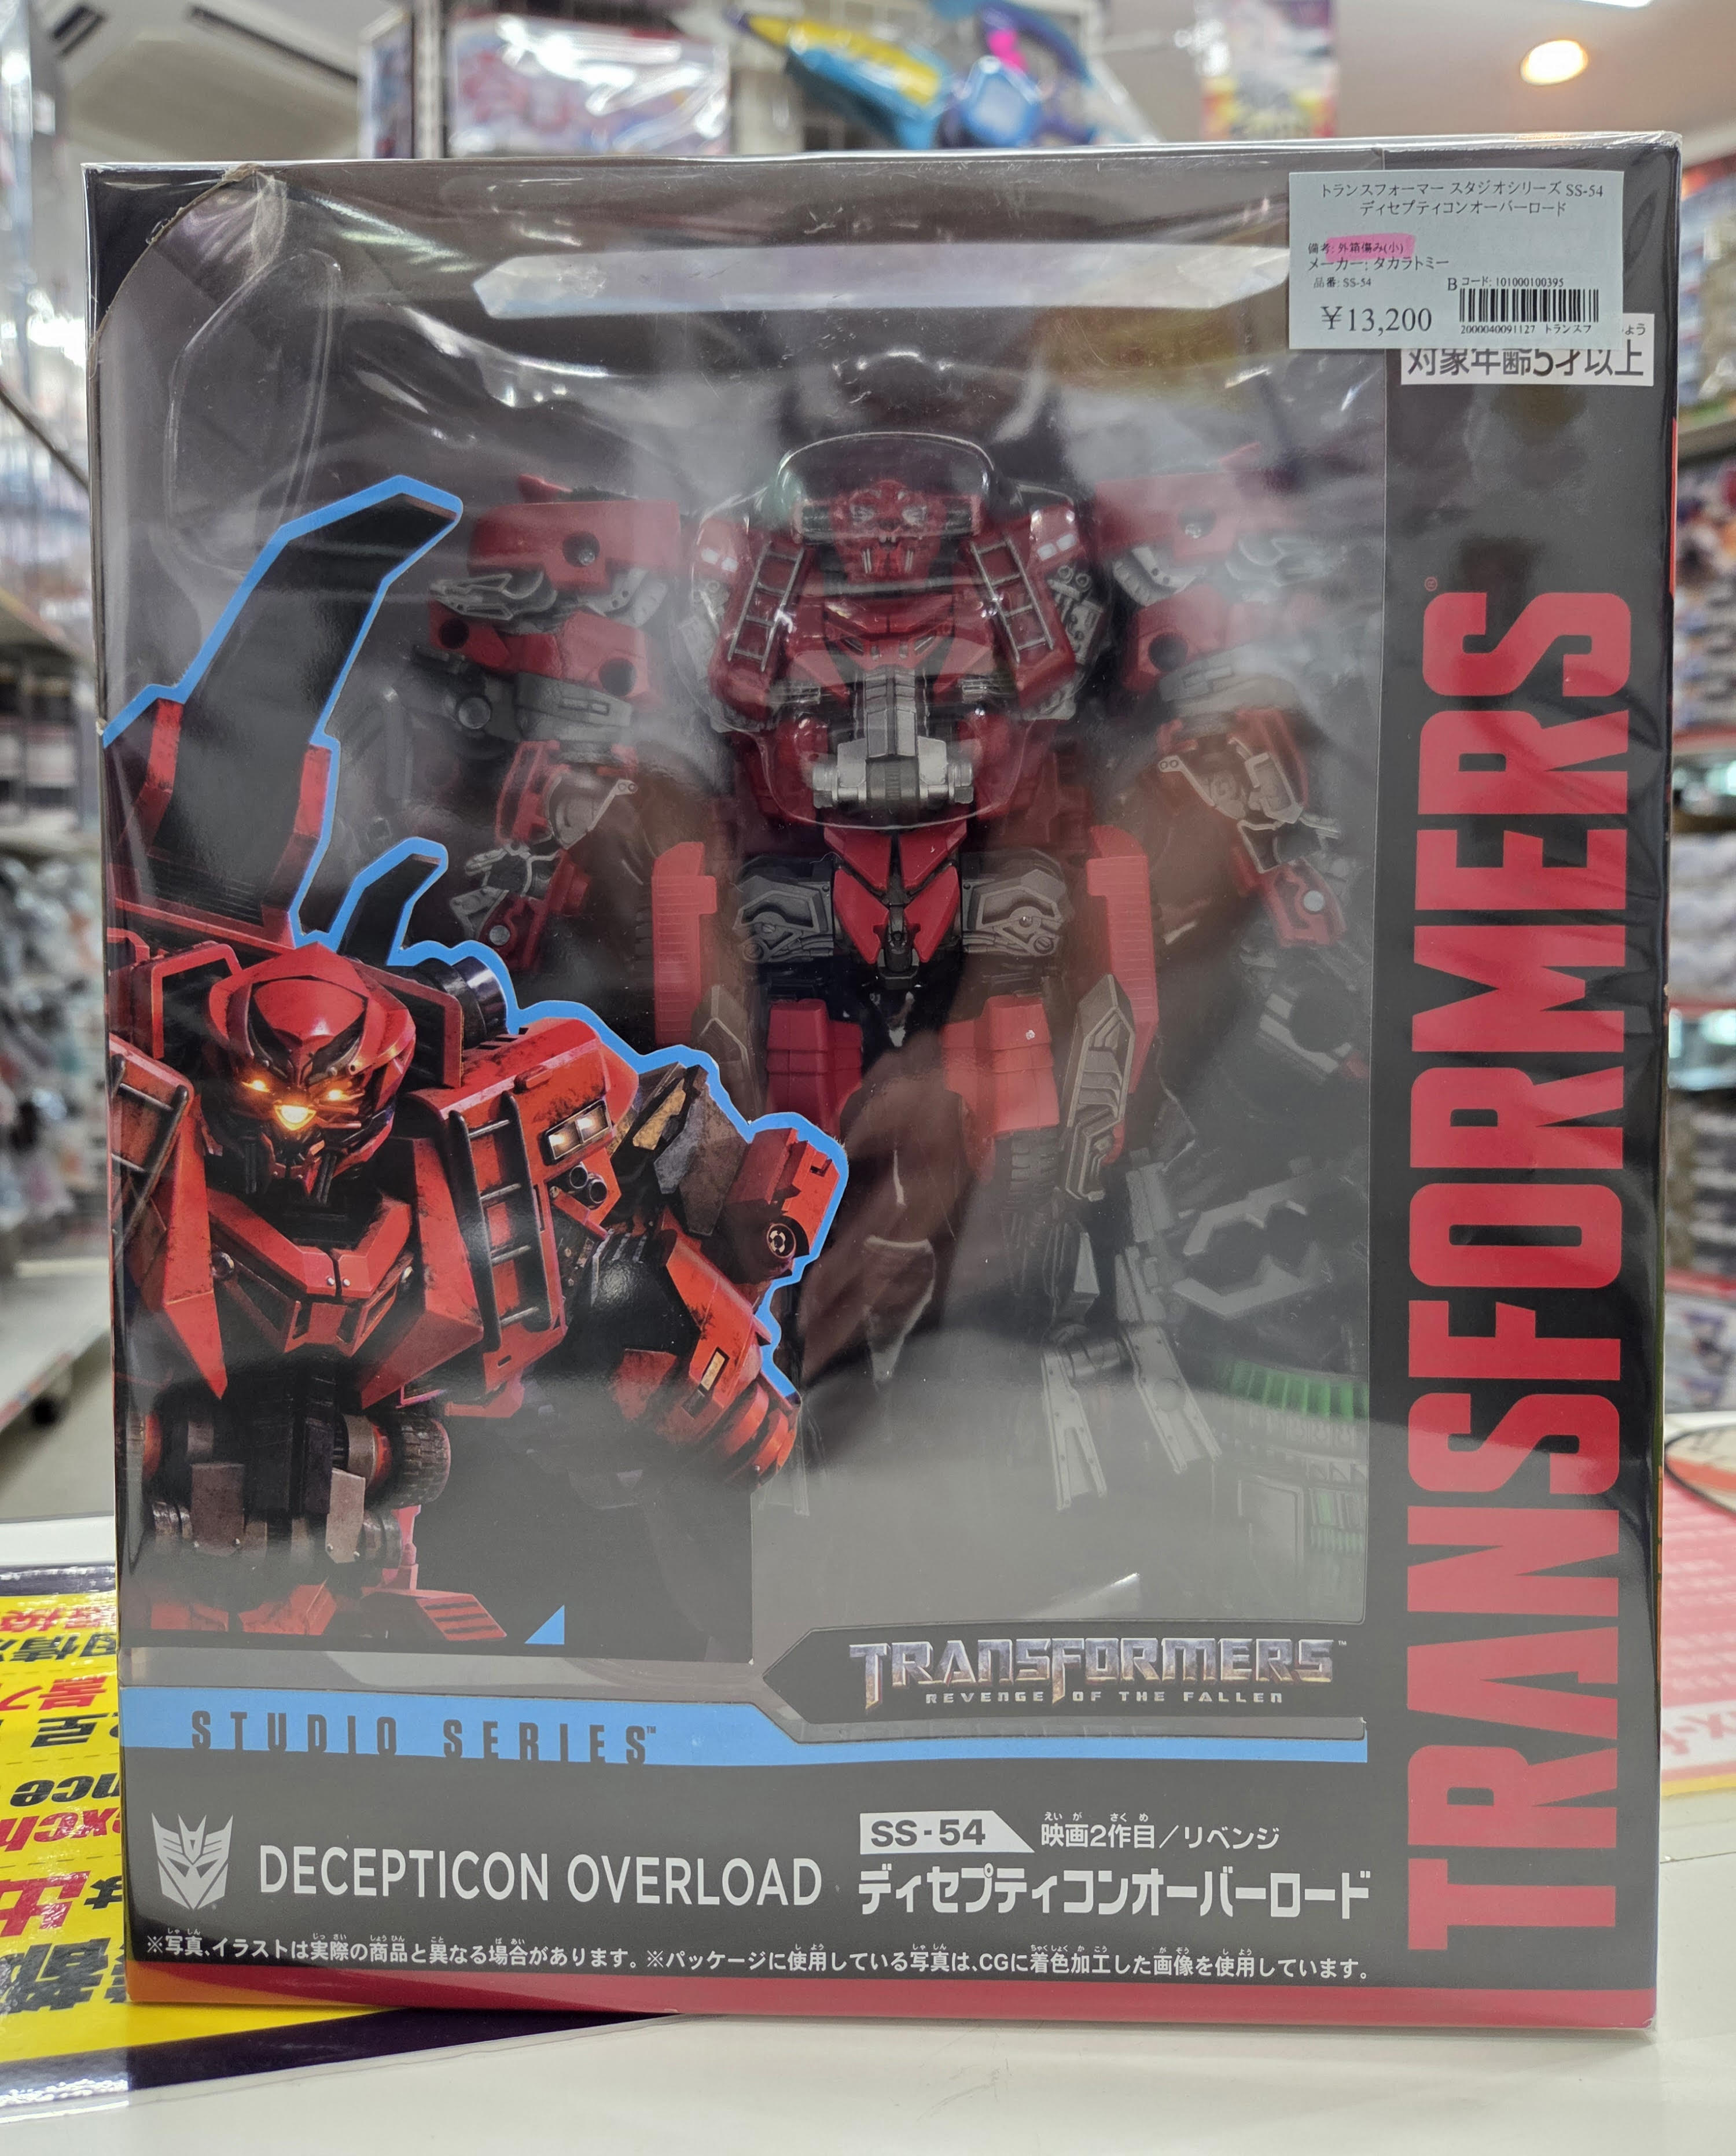 トランスフォーマー スタジオシリーズ SS-54
ディセプティコンオーバーロード
備考: 外箱傷み(小)
メーカー: タカラトミー
品番: SS-54
B コード: 101000100395
¥13,200
2000040091127 トランスフ
対象年齢5才以上
TRANSFORMERS
TRANSFORMERS™
REVENGE OF THE FALLEN
STUDIO SERIES™
DECEPTICON OVERLOAD
SS-54
映画2作目/リベンジ
ディセプティコンオーバーロード
※写真、イラストは実際の商品と異なる場合があります。※パッケージに使用している写真は、CGに着色加工した画像を使用しています。